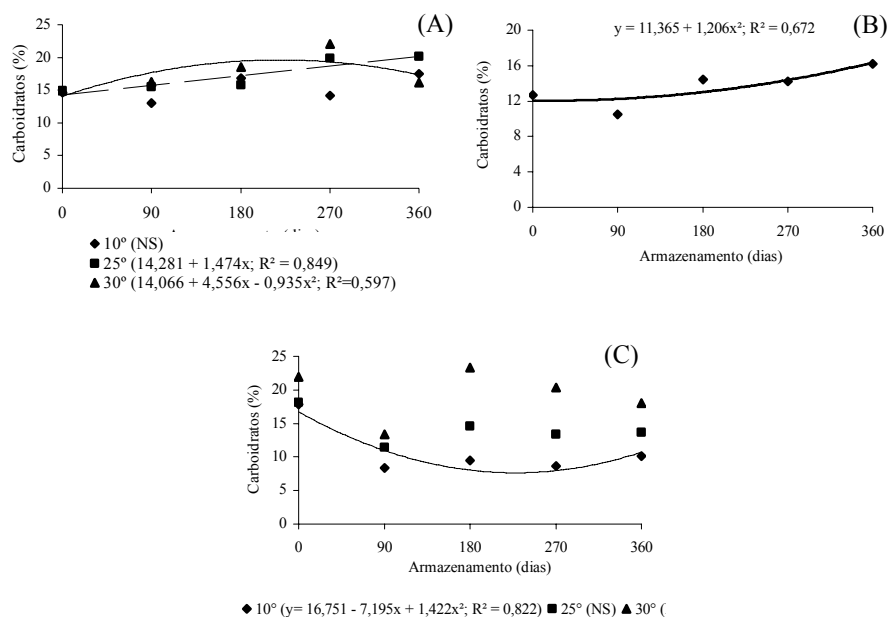 (A)
Carboidratos (%)
25
20
15
10
5
0
0 90 180 270 360
Armazenamento (dias)
10º (NS)
25º (14,281 + 1,474x; R² = 0,849)
30º (14,066 + 4,556x - 0,935x²; R²=0,597)
(B)
y = 11,365 + 1,206x²; R² = 0,672
Carboidratos (%)
20
16
12
8
4
0
0 90 180 270 360
Armazenamento (dias)
(C)
Carboidratos (%)
25
20
15
10
5
0
0 90 180 270 360
Armazenamento (dias)
10° (y= 16,751 - 7,195x + 1,422x²; R² = 0,822) 25° (NS) 30° (